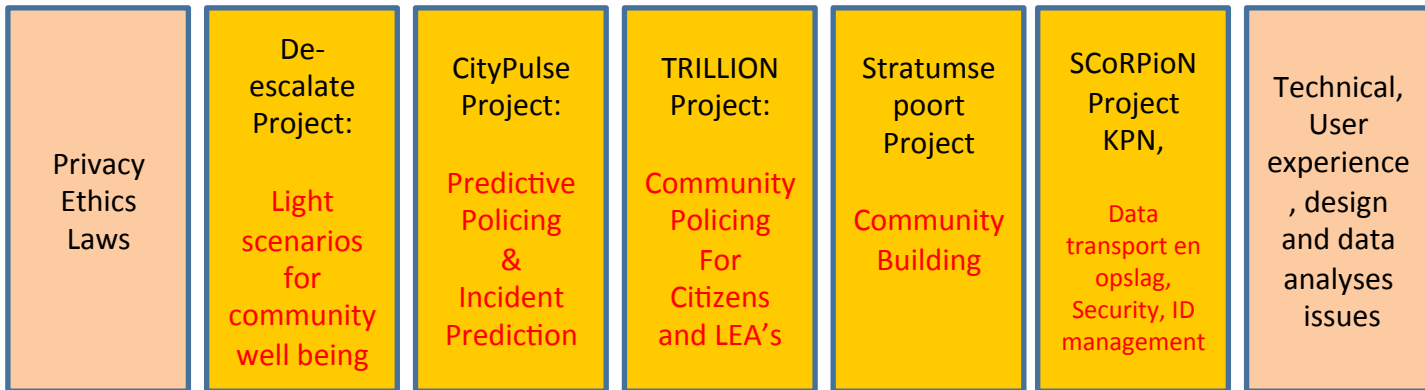 Privacy
Ethics
Laws
De-
escalate
Project:
Light
scenarios
for
community
well being
CityPulse
Project:
Predictive
Policing
&
Incident
Prediction
TRILLION
Project:
Community
Policing
For
Citizens
and LEA's
Stratumse
poort
Project
Community
Building
SCoRPioN
Project
KPN,
Data
transport en
opslag,
Security, ID
management
Technical,
User
experience
, design
and data
analyses
issues